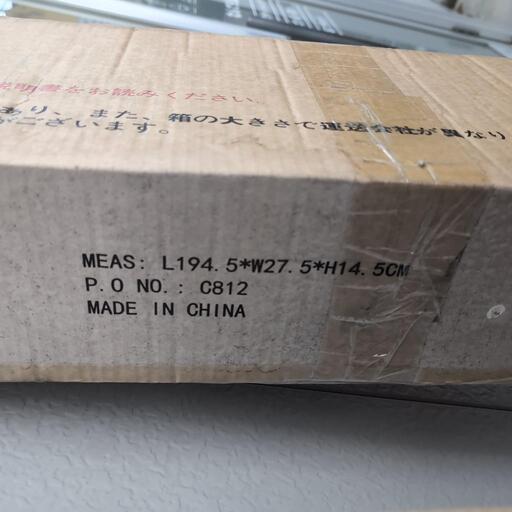 説明書をお読みください。
あり、また、箱の大きさで運送会社が異なり
ございます。
MEAS: L194.5*W27.5*H14.5CM
P.O NO.: C812
MADE IN CHINA